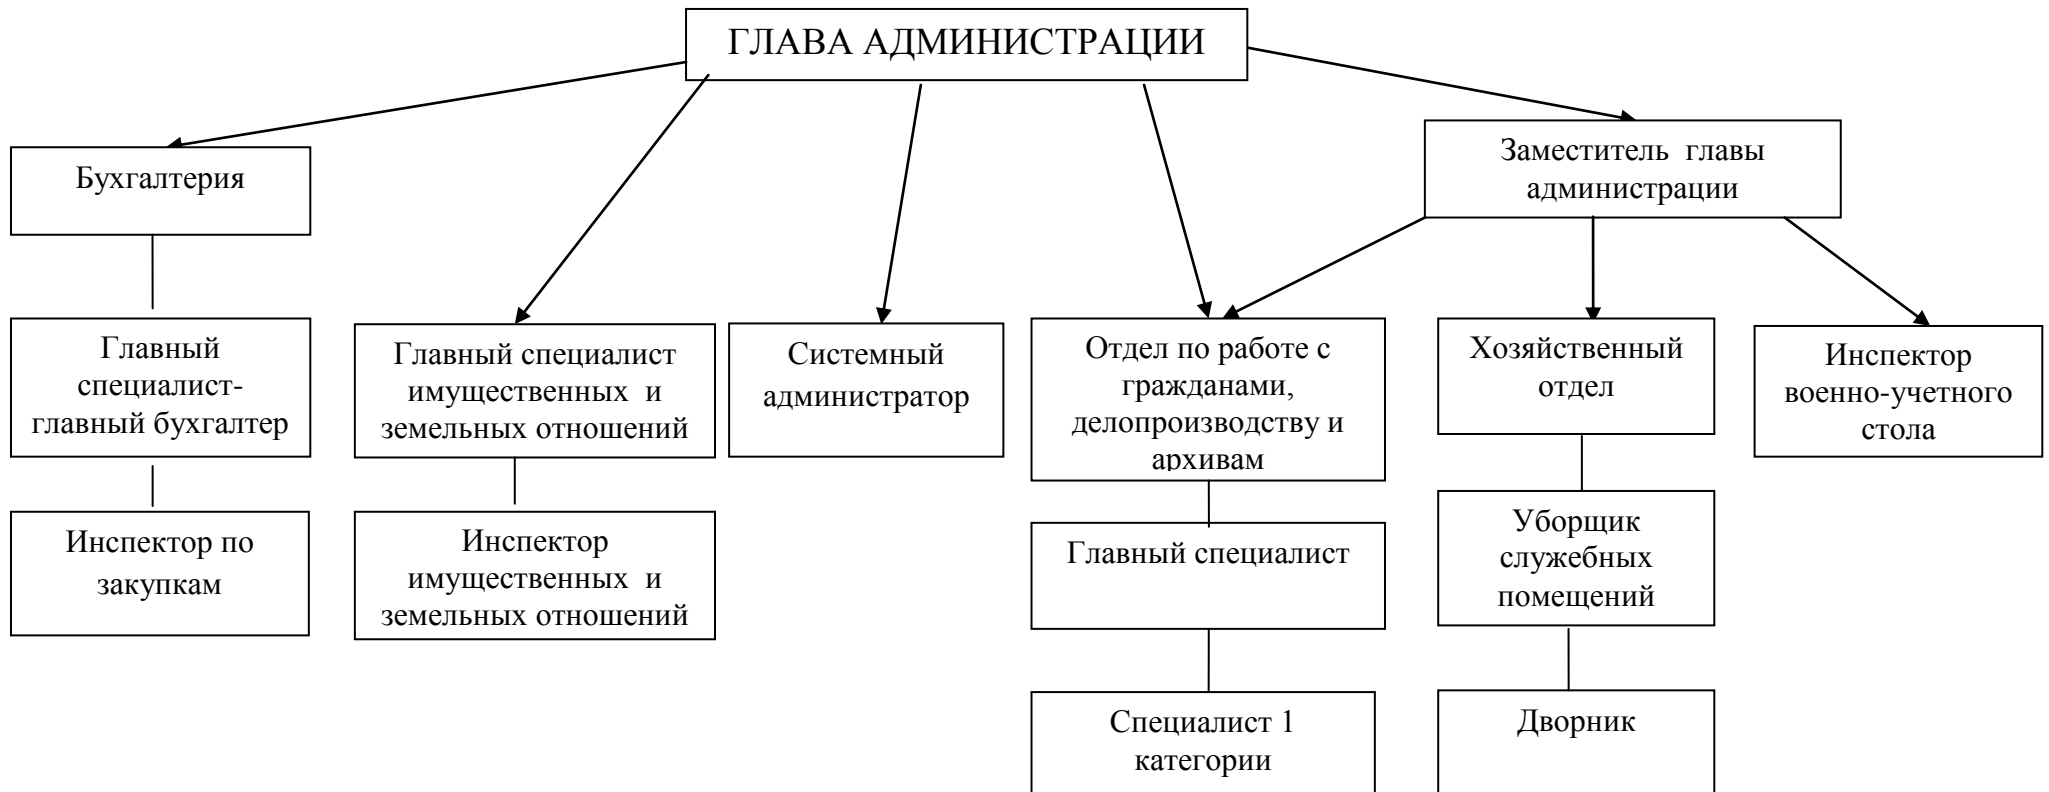 ГЛАВА АДМИНИСТРАЦИИ
Бухгалтерия
Заместитель главы
администрации
Главный
специалист-
главный бухгалтер
Главный специалист
имущественных и
земельных отношений
Системный
администратор
Отдел по работе с
гражданами,
делопроизводству и
архивам
Хозяйственный
отдел
Инспектор
военно-учетного
стола
Инспектор по
закупкам
Инспектор
имущественных и
земельных отношений
Главный специалист
Уборщик
служебных
помещений
Специалист 1
категории
Дворник